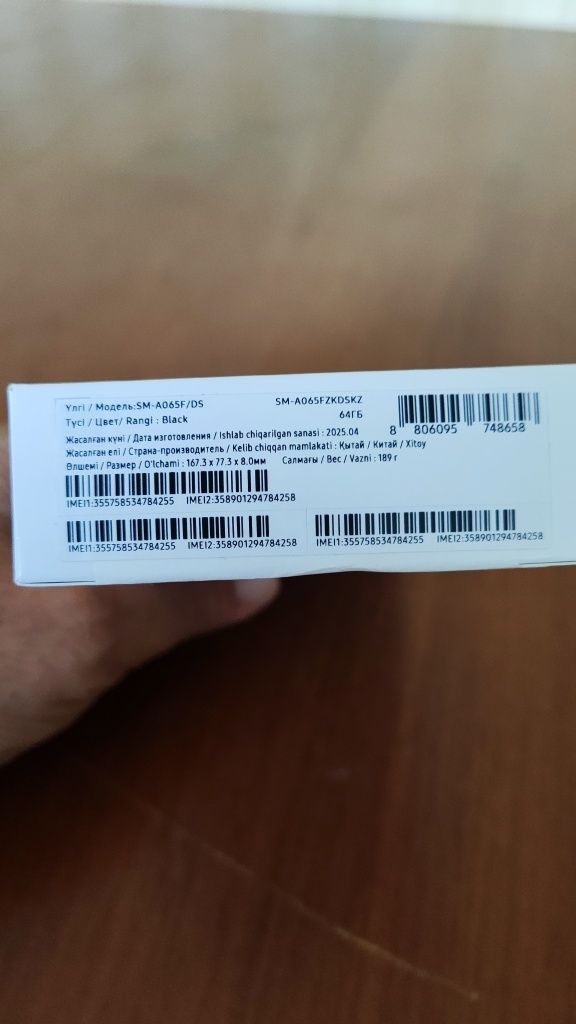 Үлгі / Модель:SM-A065F/DS SM-A065FZKDSKZ
Түсі / Цвет/ Rangi : Black 64ГБ
8 806095 748658
Жасалған күні / Дата изготовления / Ishlab chiqarilgan sanasi : 2025.04
Жасалған елі / Страна-производитель / Kelib chiqqan mamlakati : Қытай / Китай / Xitoy
Өлшемі / Размер / O'lchami : 167.3 x 77.3 x 8.0мм Салмағы / Вес / Vazni : 189 г
IMEI1:355758534784255 IMEI2:358901294784258
IMEI1:355758534784255 IMEI2:358901294784258
IMEI1:355758534784255 IMEI2:358901294784258